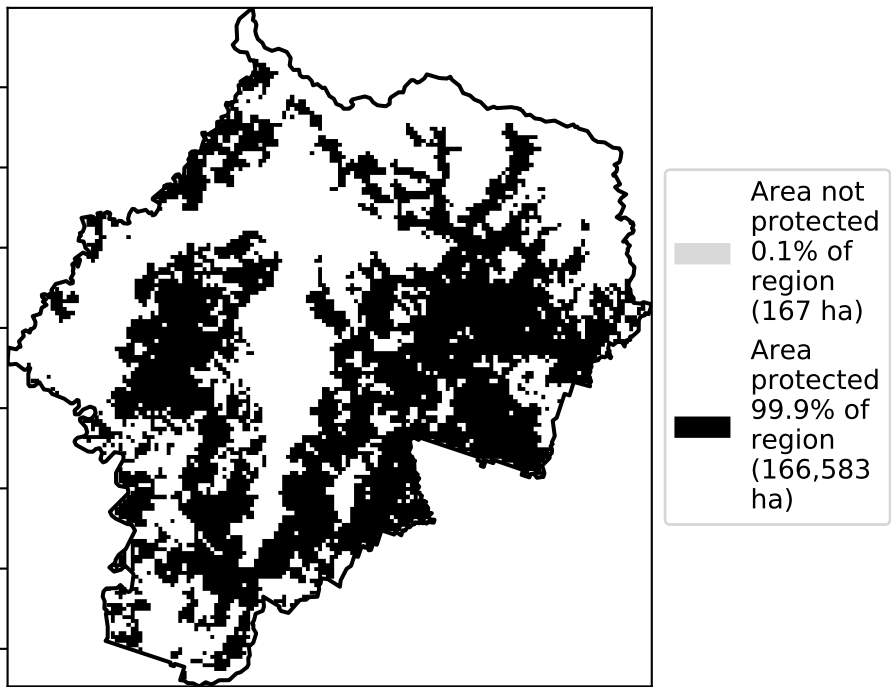 Area not
protected
0.1% of
region
(167 ha)
Area
protected
99.9% of
region
(166,583
ha)